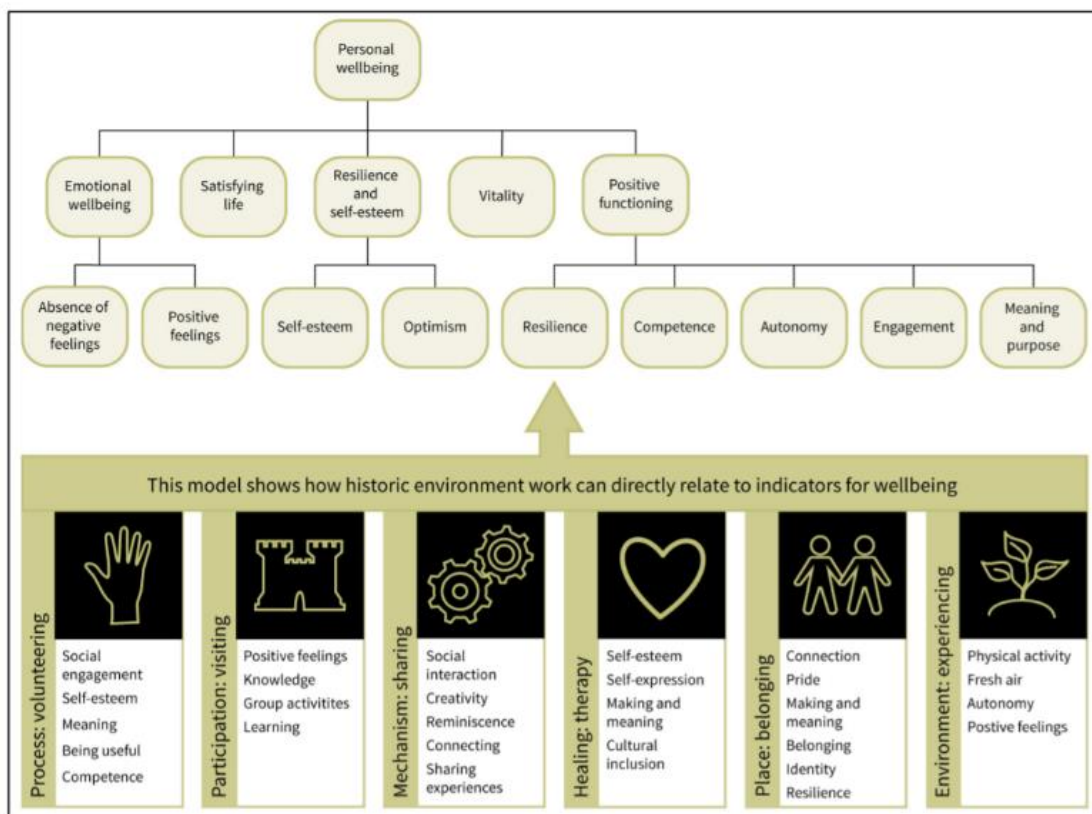 Personal
wellbeing
Emotional
wellbeing
Satisfying
life
Resilience
and
self-esteem
Vitality
Positive
functioning
Absence of
negative
feelings
Positive
feelings
Self-esteem
Optimism
Resilience
Competence
Autonomy
Engagement
Meaning
and
purpose
This model shows how historic environment work can directly relate to indicators for wellbeing
Process: volunteering
Social
engagement
Self-esteem
Meaning
Being useful
Competence
Participation: visiting
Positive feelings
Knowledge
Group activitites
Learning
Mechanism: sharing
Social
interaction
Creativity
Reminiscence
Connecting
Sharing
experiences
Healing: therapy
Self-esteem
Self-expression
Making and
meaning
Cultural
inclusion
Place: belonging
Connection
Pride
Making and
meaning
Belonging
Identity
Resilience
Environment: experiencing
Physical activity
Fresh air
Autonomy
Postive feelings